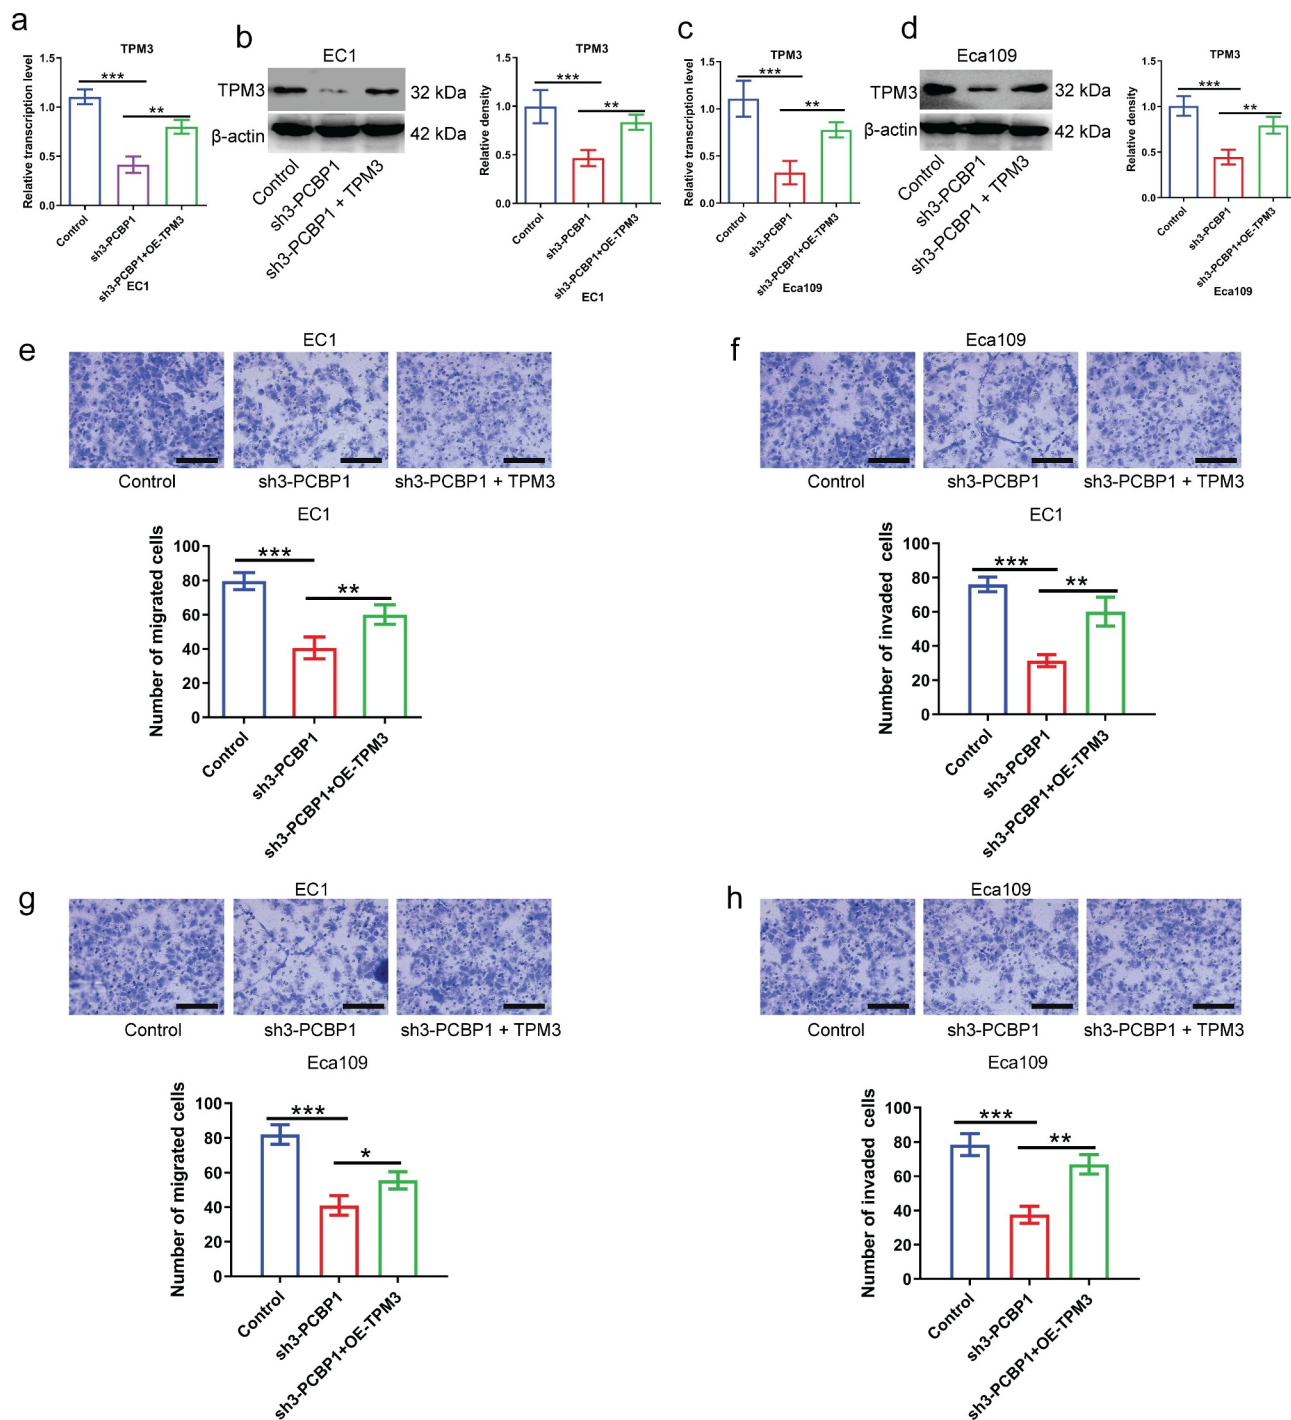 a
TPM3
Relative transcription level
1.5
1.0
0.5
0.0
***
**
Control
sh3-PCBP1
sh3-PCBP1+OE-TPM3
EC1
b
EC1
TPM3
32 kDa
β-actin
42 kDa
Control
sh3-PCBP1
sh3-PCBP1 + TPM3
TPM3
Relative density
1.5
1.0
0.5
0.0
***
**
Control
sh3-PCBP1
sh3-PCBP1+OE-TPM3
EC1
c
TPM3
Relative transcription level
1.5
1.0
0.5
0.0
***
**
Control
sh3-PCBP1
sh3-PCBP1+OE-TPM3
Eca109
d
Eca109
TPM3
32 kDa
β-actin
42 kDa
Control
sh3-PCBP1
sh3-PCBP1 + TPM3
TPM3
Relative density
1.5
1.0
0.5
0.0
***
**
Control
sh3-PCBP1
sh3-PCBP1+OE-TPM3
Eca109
e
EC1
Control
sh3-PCBP1
sh3-PCBP1 + TPM3
EC1
Number of migrated cells
100
80
60
40
20
0
***
**
Control
sh3-PCBP1
sh3-PCBP1+OE-TPM3
f
Eca109
Control
sh3-PCBP1
sh3-PCBP1 + TPM3
EC1
Number of invaded cells
100
80
60
40
20
0
***
**
Control
sh3-PCBP1
sh3-PCBP1+OE-TPM3
g
EC1
Control
sh3-PCBP1
sh3-PCBP1 + TPM3
Eca109
Number of migrated cells
100
80
60
40
20
0
***
*
Control
sh3-PCBP1
sh3-PCBP1+OE-TPM3
h
Eca109
Control
sh3-PCBP1
sh3-PCBP1 + TPM3
Eca109
Number of invaded cells
100
80
60
40
20
0
***
**
Control
sh3-PCBP1
sh3-PCBP1+OE-TPM3